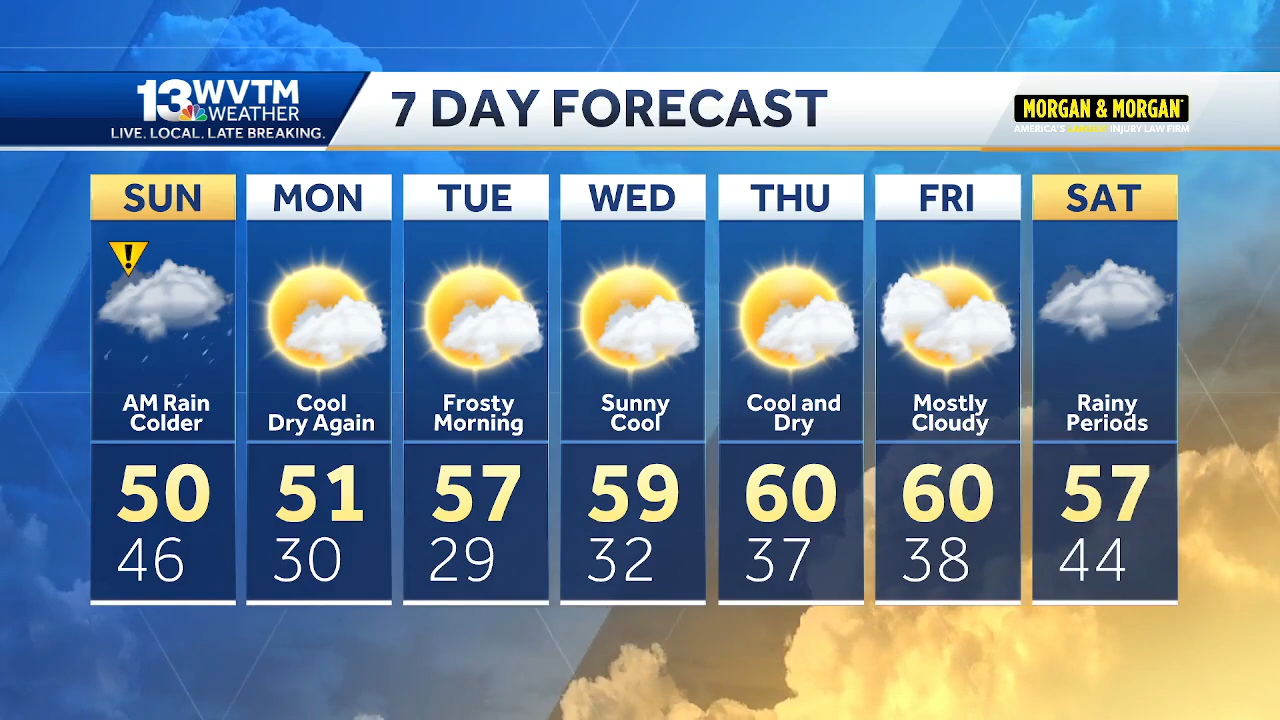 13 WVTM
WEATHER
LIVE. LOCAL. LATE BREAKING.
7 DAY FORECAST
MORGAN & MORGAN
AMERICA'S LARGEST INJURY LAW FIRM
SUN
!
AM Rain
Colder
50
46
MON
Cool
Dry Again
51
30
TUE
Frosty
Morning
57
29
WED
Sunny
Cool
59
32
THU
Cool and
Dry
60
37
FRI
Mostly
Cloudy
60
38
SAT
Rainy
Periods
57
44